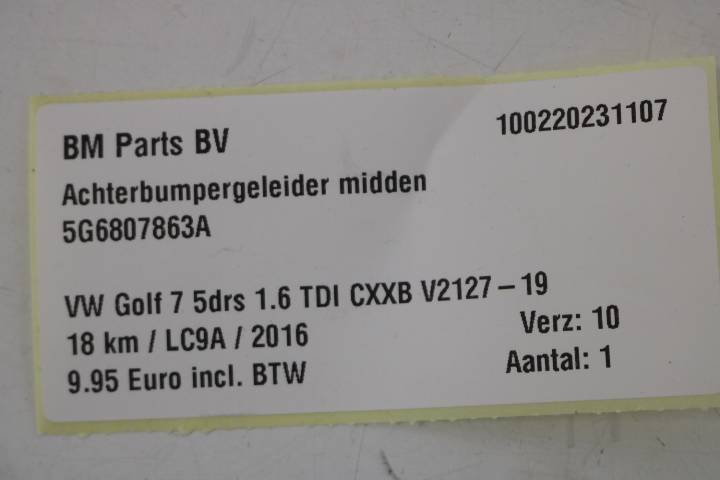 BM Parts BV
100220231107
Achterbumpergeleider midden
5G6807863A
VW Golf 7 5drs 1.6 TDI CXXB V2127 – 19
18 km / LC9A / 2016
Verz: 10
9.95 Euro incl. BTW
Aantal: 1